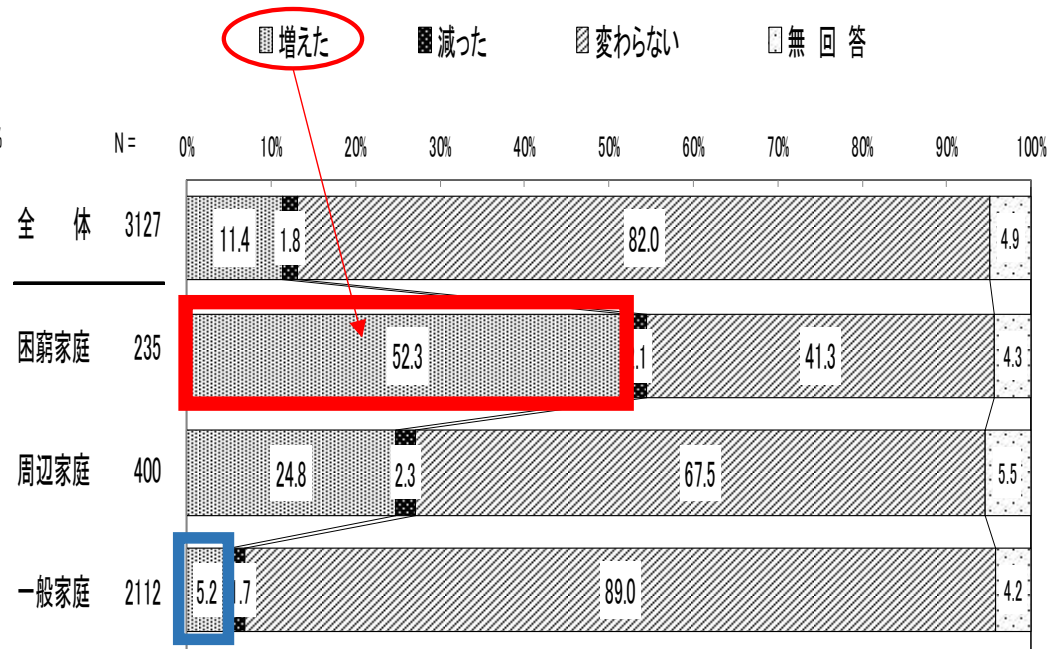 増えた 減った 変わらない 無 回 答
% N = 0% 10% 20% 30% 40% 50% 60% 70% 80% 90% 100%
全 体 3127 11.4 1.8 82.0 4.9
困窮家庭 235 52.3 .1 41.3 4.3
周辺家庭 400 24.8 2.3 67.5 5.5
一般家庭 2112 5.2 .7 89.0 4.2